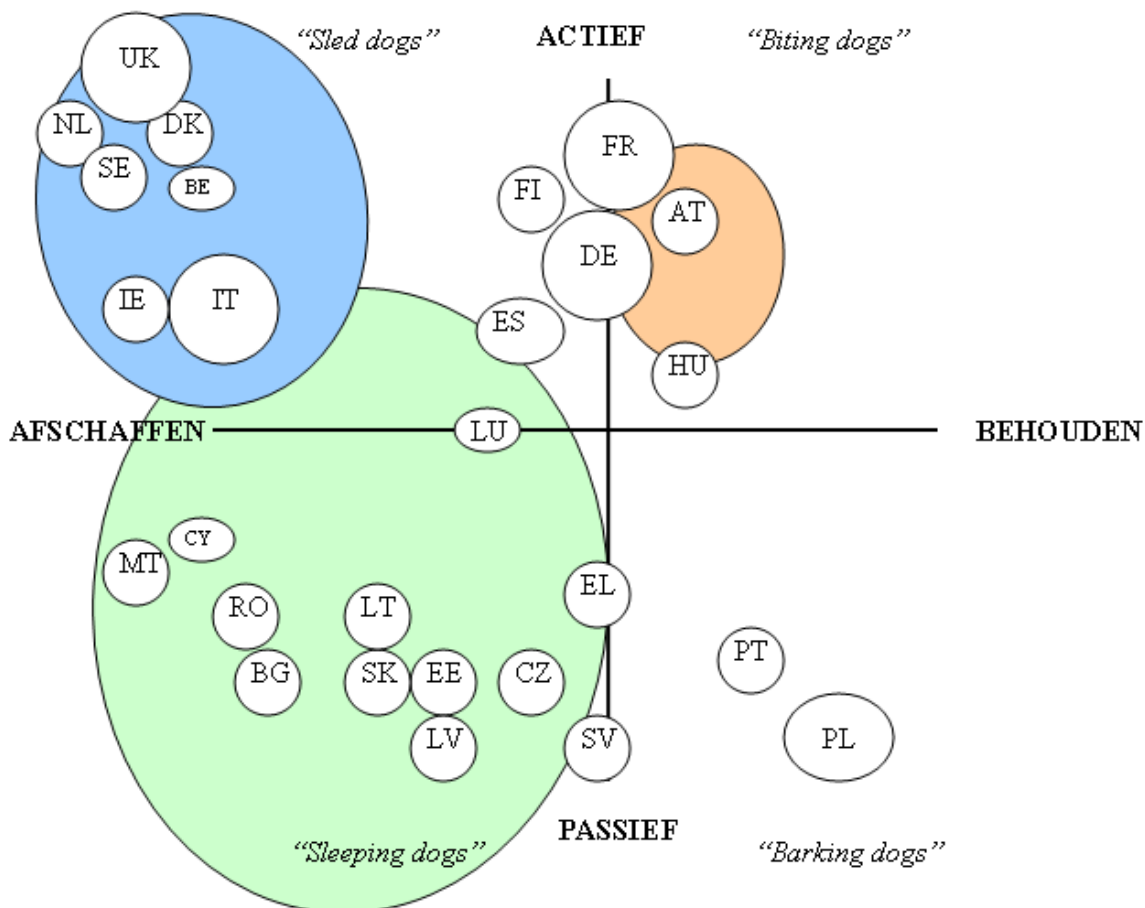 “Sled dogs”
ACTIEF
“Biting dogs”
UK
NL
DK
FR
SE
BE
FI
AT
DE
IE
IT
ES
HU
AFSCHAFFEN
LU
BEHOUDEN
CY
MT
EL
RO
LT
PT
BG
SK
EE
CZ
LV
SV
PL
PASSIEF
“Sleeping dogs”
“Barking dogs”